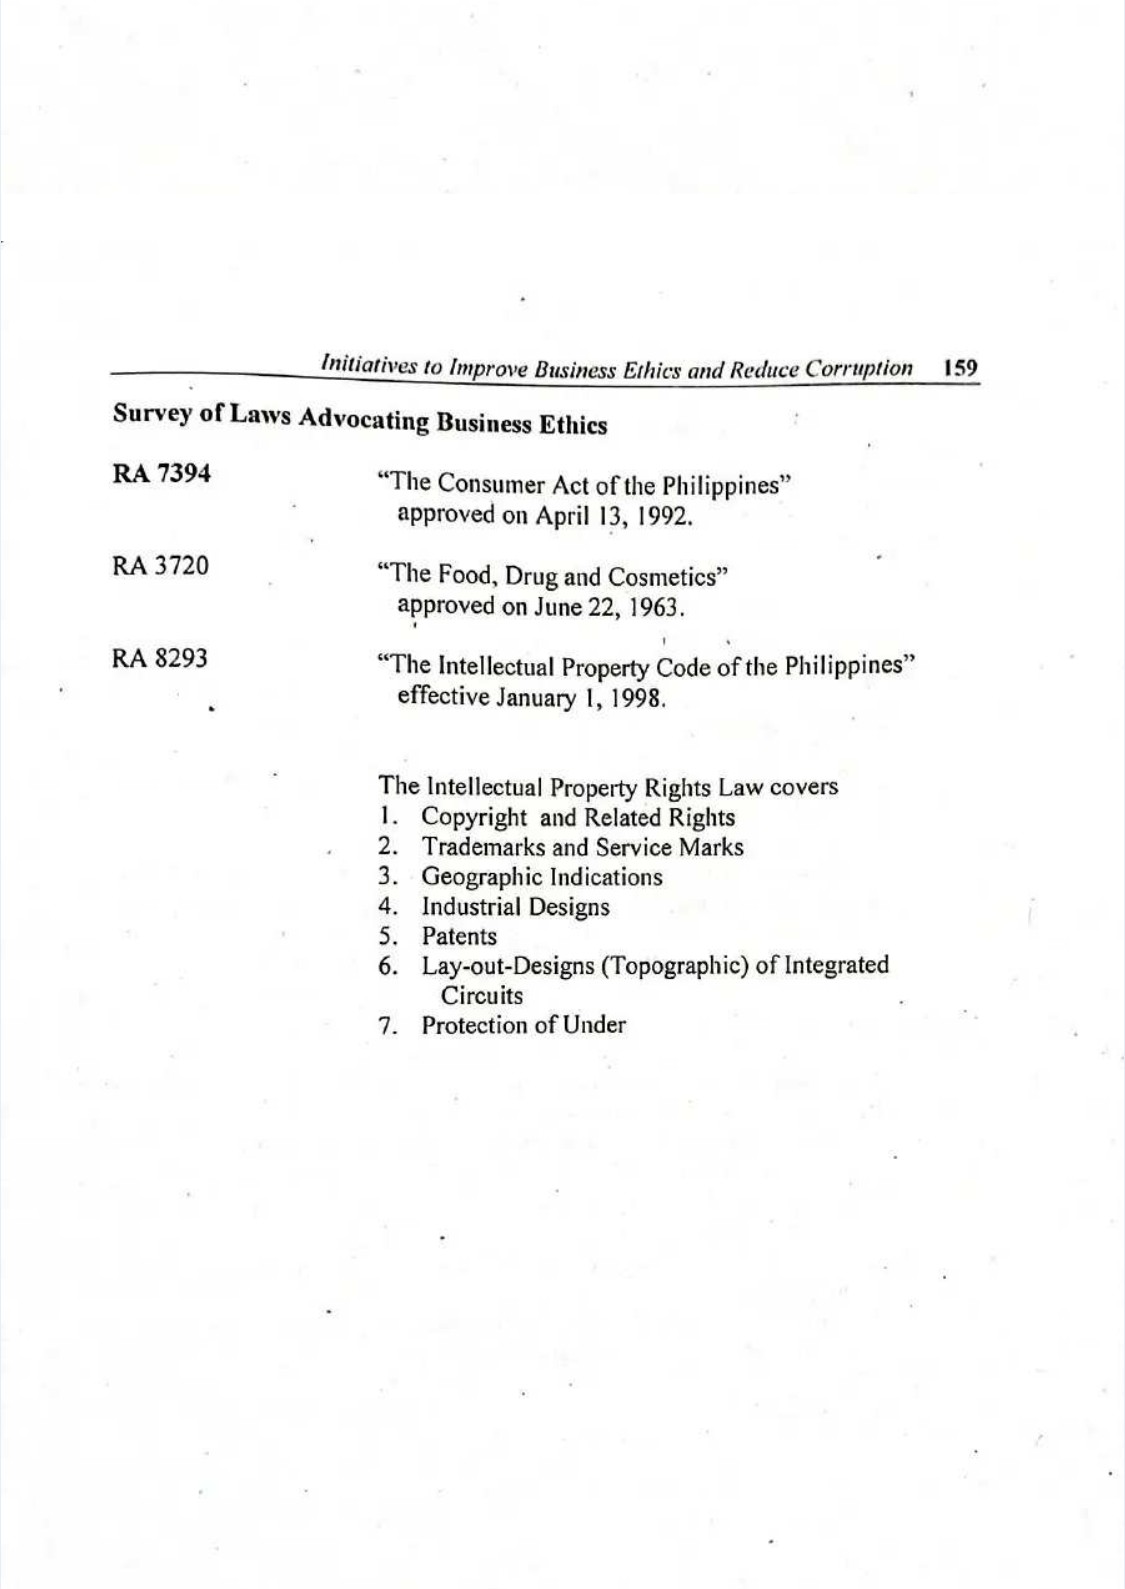 Initiatives to Improve Business Ethics and Reduce Corruption 159
Survey of Laws Advocating Business Ethics
RA 7394 “The Consumer Act of the Philippines”
approved on April 13, 1992.
RA 3720 “The Food, Drug and Cosmetics”
approved on June 22, 1963.
RA 8293 “The Intellectual Property Code of the Philippines”
effective January 1, 1998.
The Intellectual Property Rights Law covers
1. Copyright and Related Rights
2. Trademarks and Service Marks
3. Geographic Indications
4. Industrial Designs
5. Patents
6. Lay-out-Designs (Topographic) of Integrated
Circuits
7. Protection of Under